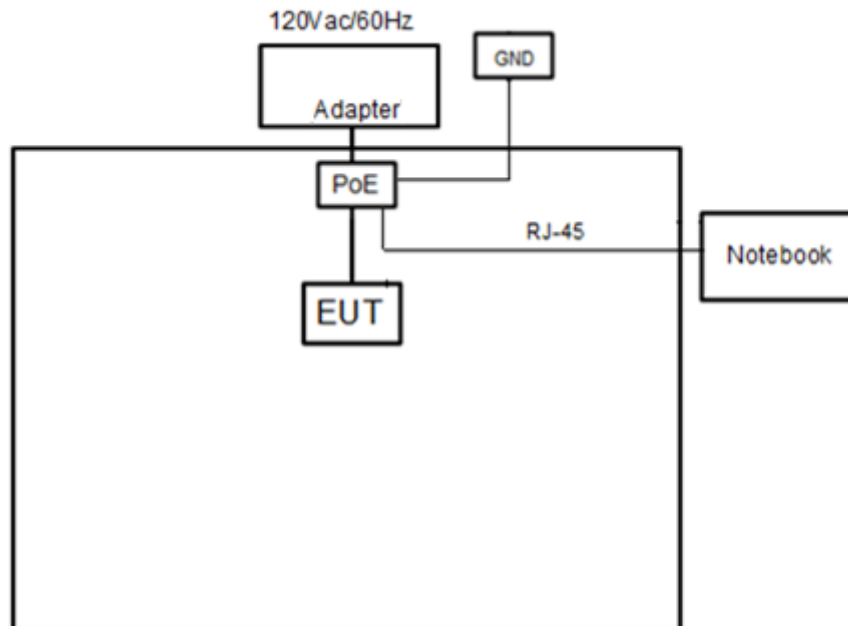 120Vac/60Hz
GND
Adapter
PoE
RJ-45
Notebook
EUT